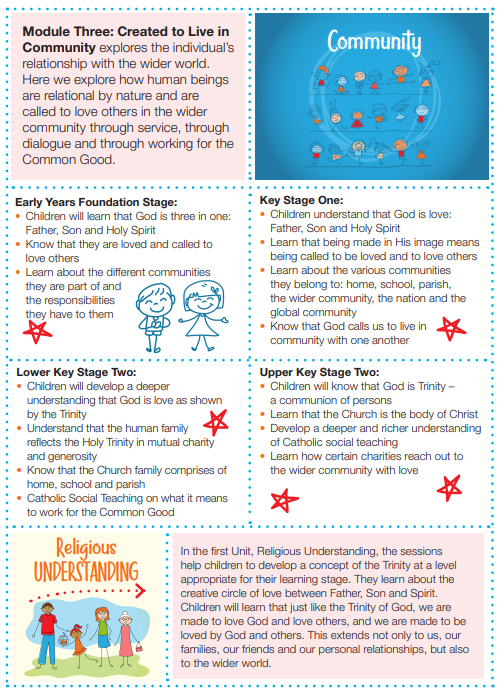 Module Three: Created to Live in
Community explores the individual's
relationship with the wider world.
Here we explore how human beings
are relational by nature and are
called to love others in the wider
community through service, through
dialogue and through working for the
Common Good.
Community
Early Years Foundation Stage:
• Children will learn that God is three in one:
Father, Son and Holy Spirit
• Know that they are loved and called to
love others
• Learn about the different communities
they are part of and
the responsibilities
they have to them
Key Stage One:
• Children understand that God is love:
Father, Son and Holy Spirit
• Learn that being made in His image means
being called to be loved and to love others
• Learn about the various communities
they belong to: home, school, parish,
the wider community, the nation and the
global community
• Know that God calls us to live in
community with one another
Lower Key Stage Two:
• Children will develop a deeper
understanding that God is love as shown
by the Trinity
• Understand that the human family
reflects the Holy Trinity in mutual charity
and generosity
• Know that the Church family comprises of
home, school and parish
• Catholic Social Teaching on what it means
to work for the Common Good
Upper Key Stage Two:
• Children will know that God is Trinity –
a communion of persons
• Learn that the Church is the body of Christ
• Develop a deeper and richer understanding
of Catholic social teaching
• Learn how certain charities reach out to
the wider community with love
Religious
UNDERSTANDING
In the first Unit, Religious Understanding, the sessions
help children to develop a concept of the Trinity at a level
appropriate for their learning stage. They learn about the
creative circle of love between Father, Son and Spirit.
Children will learn that just like the Trinity of God, we are
made to love God and love others, and we are made to be
loved by God and others. This extends not only to us, our
families, our friends and our personal relationships, but also
to the wider world.